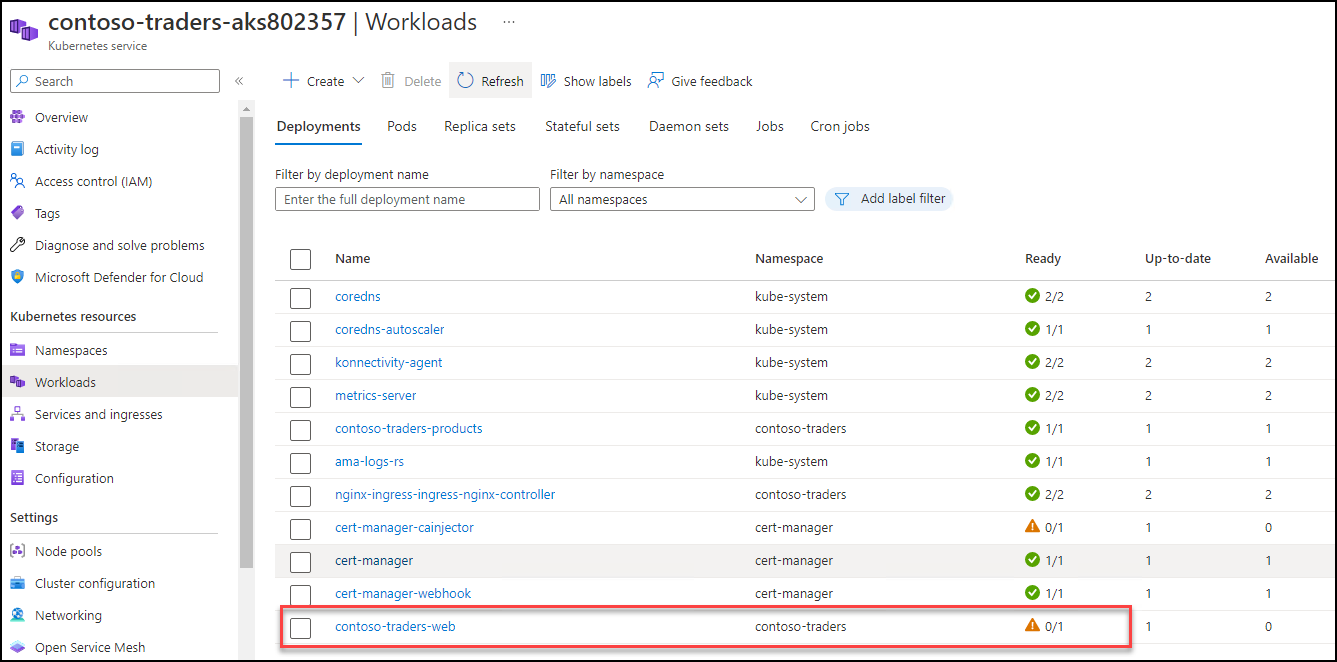 contoso-traders-aks802357 | Workloads ...
Kubernetes service
Search «
Create Delete Refresh Show labels Give feedback
Overview
Activity log
Access control (IAM)
Tags
Diagnose and solve problems
Microsoft Defender for Cloud
Kubernetes resources
Namespaces
Workloads
Services and ingresses
Storage
Configuration
Settings
Node pools
Cluster configuration
Networking
Open Service Mesh
Deployments Pods Replica sets Stateful sets Daemon sets Jobs Cron jobs
Filter by deployment name Filter by namespace
Enter the full deployment name All namespaces Add label filter
Name Namespace Ready Up-to-date Available
coredns kube-system 2/2 2 2
coredns-autoscaler kube-system 1/1 1 1
konnectivity-agent kube-system 2/2 2 2
metrics-server kube-system 2/2 2 2
contoso-traders-products contoso-traders 1/1 1 1
ama-logs-rs kube-system 1/1 1 1
nginx-ingress-ingress-nginx-controller contoso-traders 2/2 2 2
cert-manager-cainjector cert-manager 0/1 1 0
cert-manager cert-manager 1/1 1 1
cert-manager-webhook cert-manager 1/1 1 1
contoso-traders-web contoso-traders 0/1 1 0